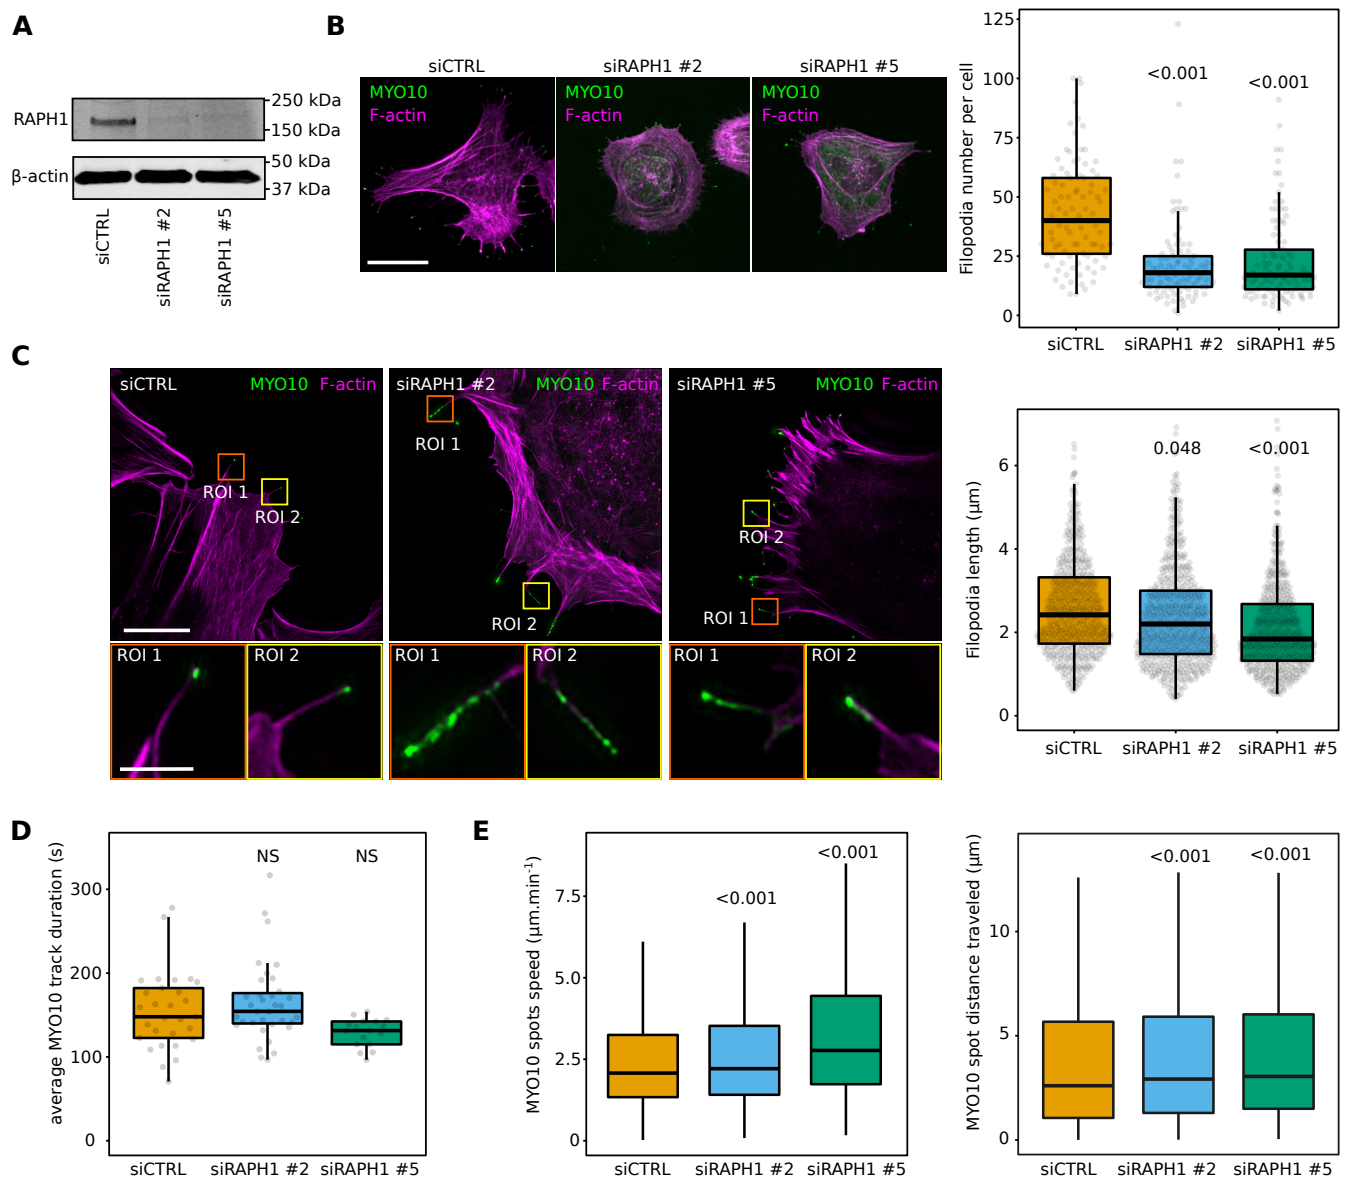 A
RAPH1
250 kDa
150 kDa
β-actin
50 kDa
37 kDa
siCTRL
siRAPH1 #2
siRAPH1 #5
B
siCTRL
siRAPH1 #2
siRAPH1 #5
MYO10
F-actin
MYO10
F-actin
MYO10
F-actin
Filopodia number per cell
125
100
75
50
25
0
<0.001
<0.001
siCTRL
siRAPH1 #2
siRAPH1 #5
C
siCTRL
MYO10
F-actin
ROI 1
ROI 2
siRAPH1 #2
MYO10
F-actin
ROI 1
ROI 2
siRAPH1 #5
MYO10
F-actin
ROI 2
ROI 1
ROI 1
ROI 2
ROI 1
ROI 2
ROI 1
ROI 2
Filopodia length (µm)
6
4
2
0
0.048
<0.001
siCTRL
siRAPH1 #2
siRAPH1 #5
D
average MYO10 track duration (s)
300
200
100
0
NS
NS
siCTRL
siRAPH1 #2
siRAPH1 #5
E
MYO10 spots speed (µm.min⁻¹)
7.5
5.0
2.5
0
<0.001
<0.001
siCTRL
siRAPH1 #2
siRAPH1 #5
MYO10 spot distance traveled (µm)
10
5
0
<0.001
<0.001
siCTRL
siRAPH1 #2
siRAPH1 #5